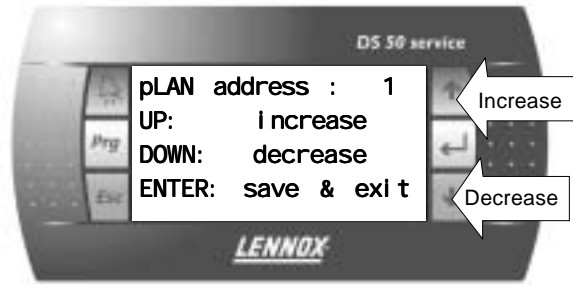 DS 50 service
pLAN address : 1
UP: increase
DOWN: decrease
ENTER: save & exit
Increase
Decrease
Prg
Esc
LENNOX